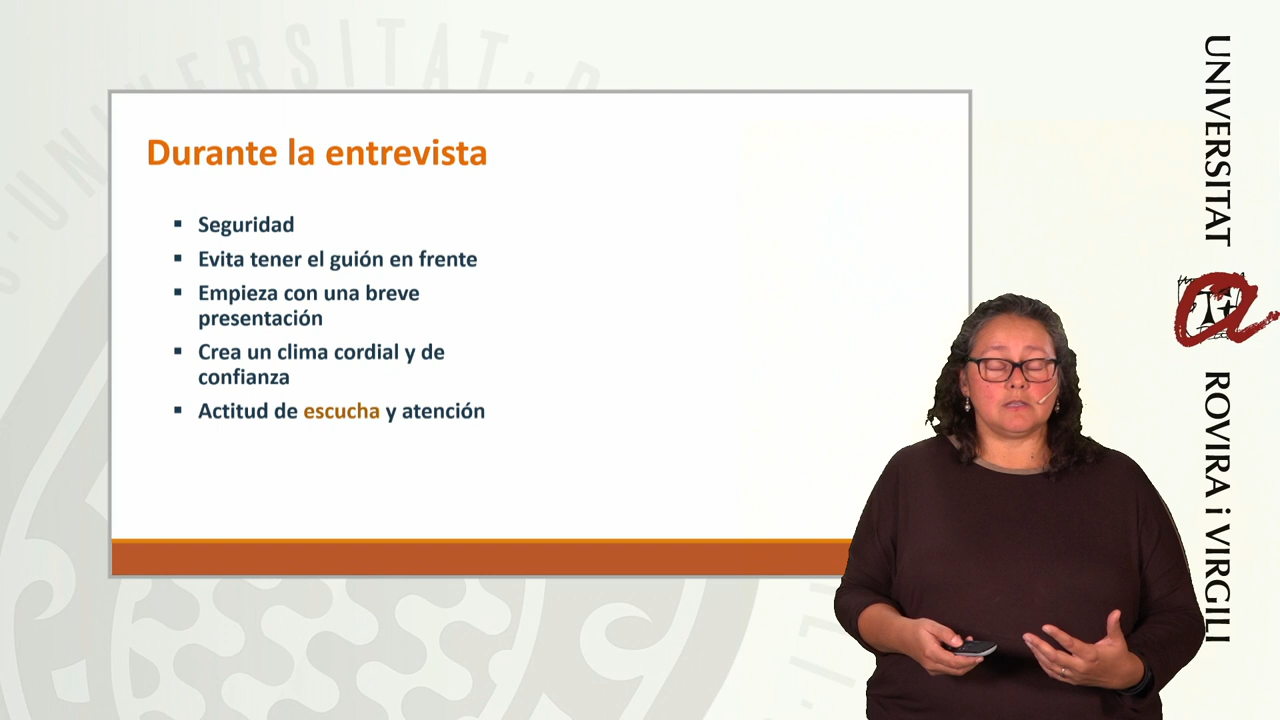 Durante la entrevista
▪ Seguridad
▪ Evita tener el guión en frente
▪ Empieza con una breve
presentación
▪ Crea un clima cordial y de
confianza
▪ Actitud de escucha y atención
UNIVERSITAT
ROVIRA i VIRGILI